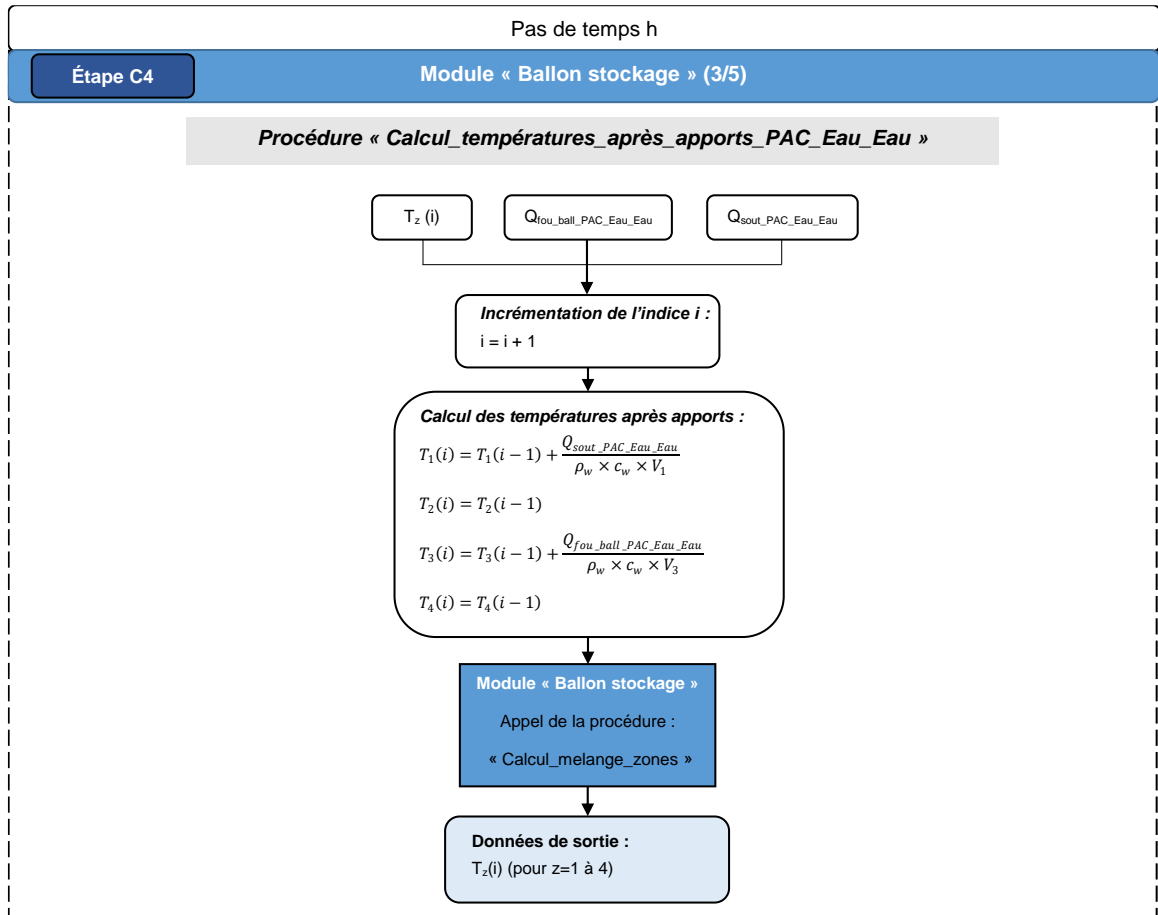 Pas de temps h
Étape C4
Module « Ballon stockage » (3/5)
Procédure « Calcul_températures_après_apports_PAC_Eau_Eau »
T_z (i)
Q_fou_ball_PAC_Eau_Eau
Q_sout_PAC_Eau_Eau
Incrémentation de l'indice i :
i = i + 1
Calcul des températures après apports :
T_1(i) = T_1(i − 1) + Q_sout_PAC_Eau_Eau / (ρ_w × c_w × V_1)
T_2(i) = T_2(i − 1)
T_3(i) = T_3(i − 1) + Q_fou_ball_PAC_Eau_Eau / (ρ_w × c_w × V_3)
T_4(i) = T_4(i − 1)
Module « Ballon stockage »
Appel de la procédure :
« Calcul_melange_zones »
Données de sortie :
T_z(i) (pour z=1 à 4)